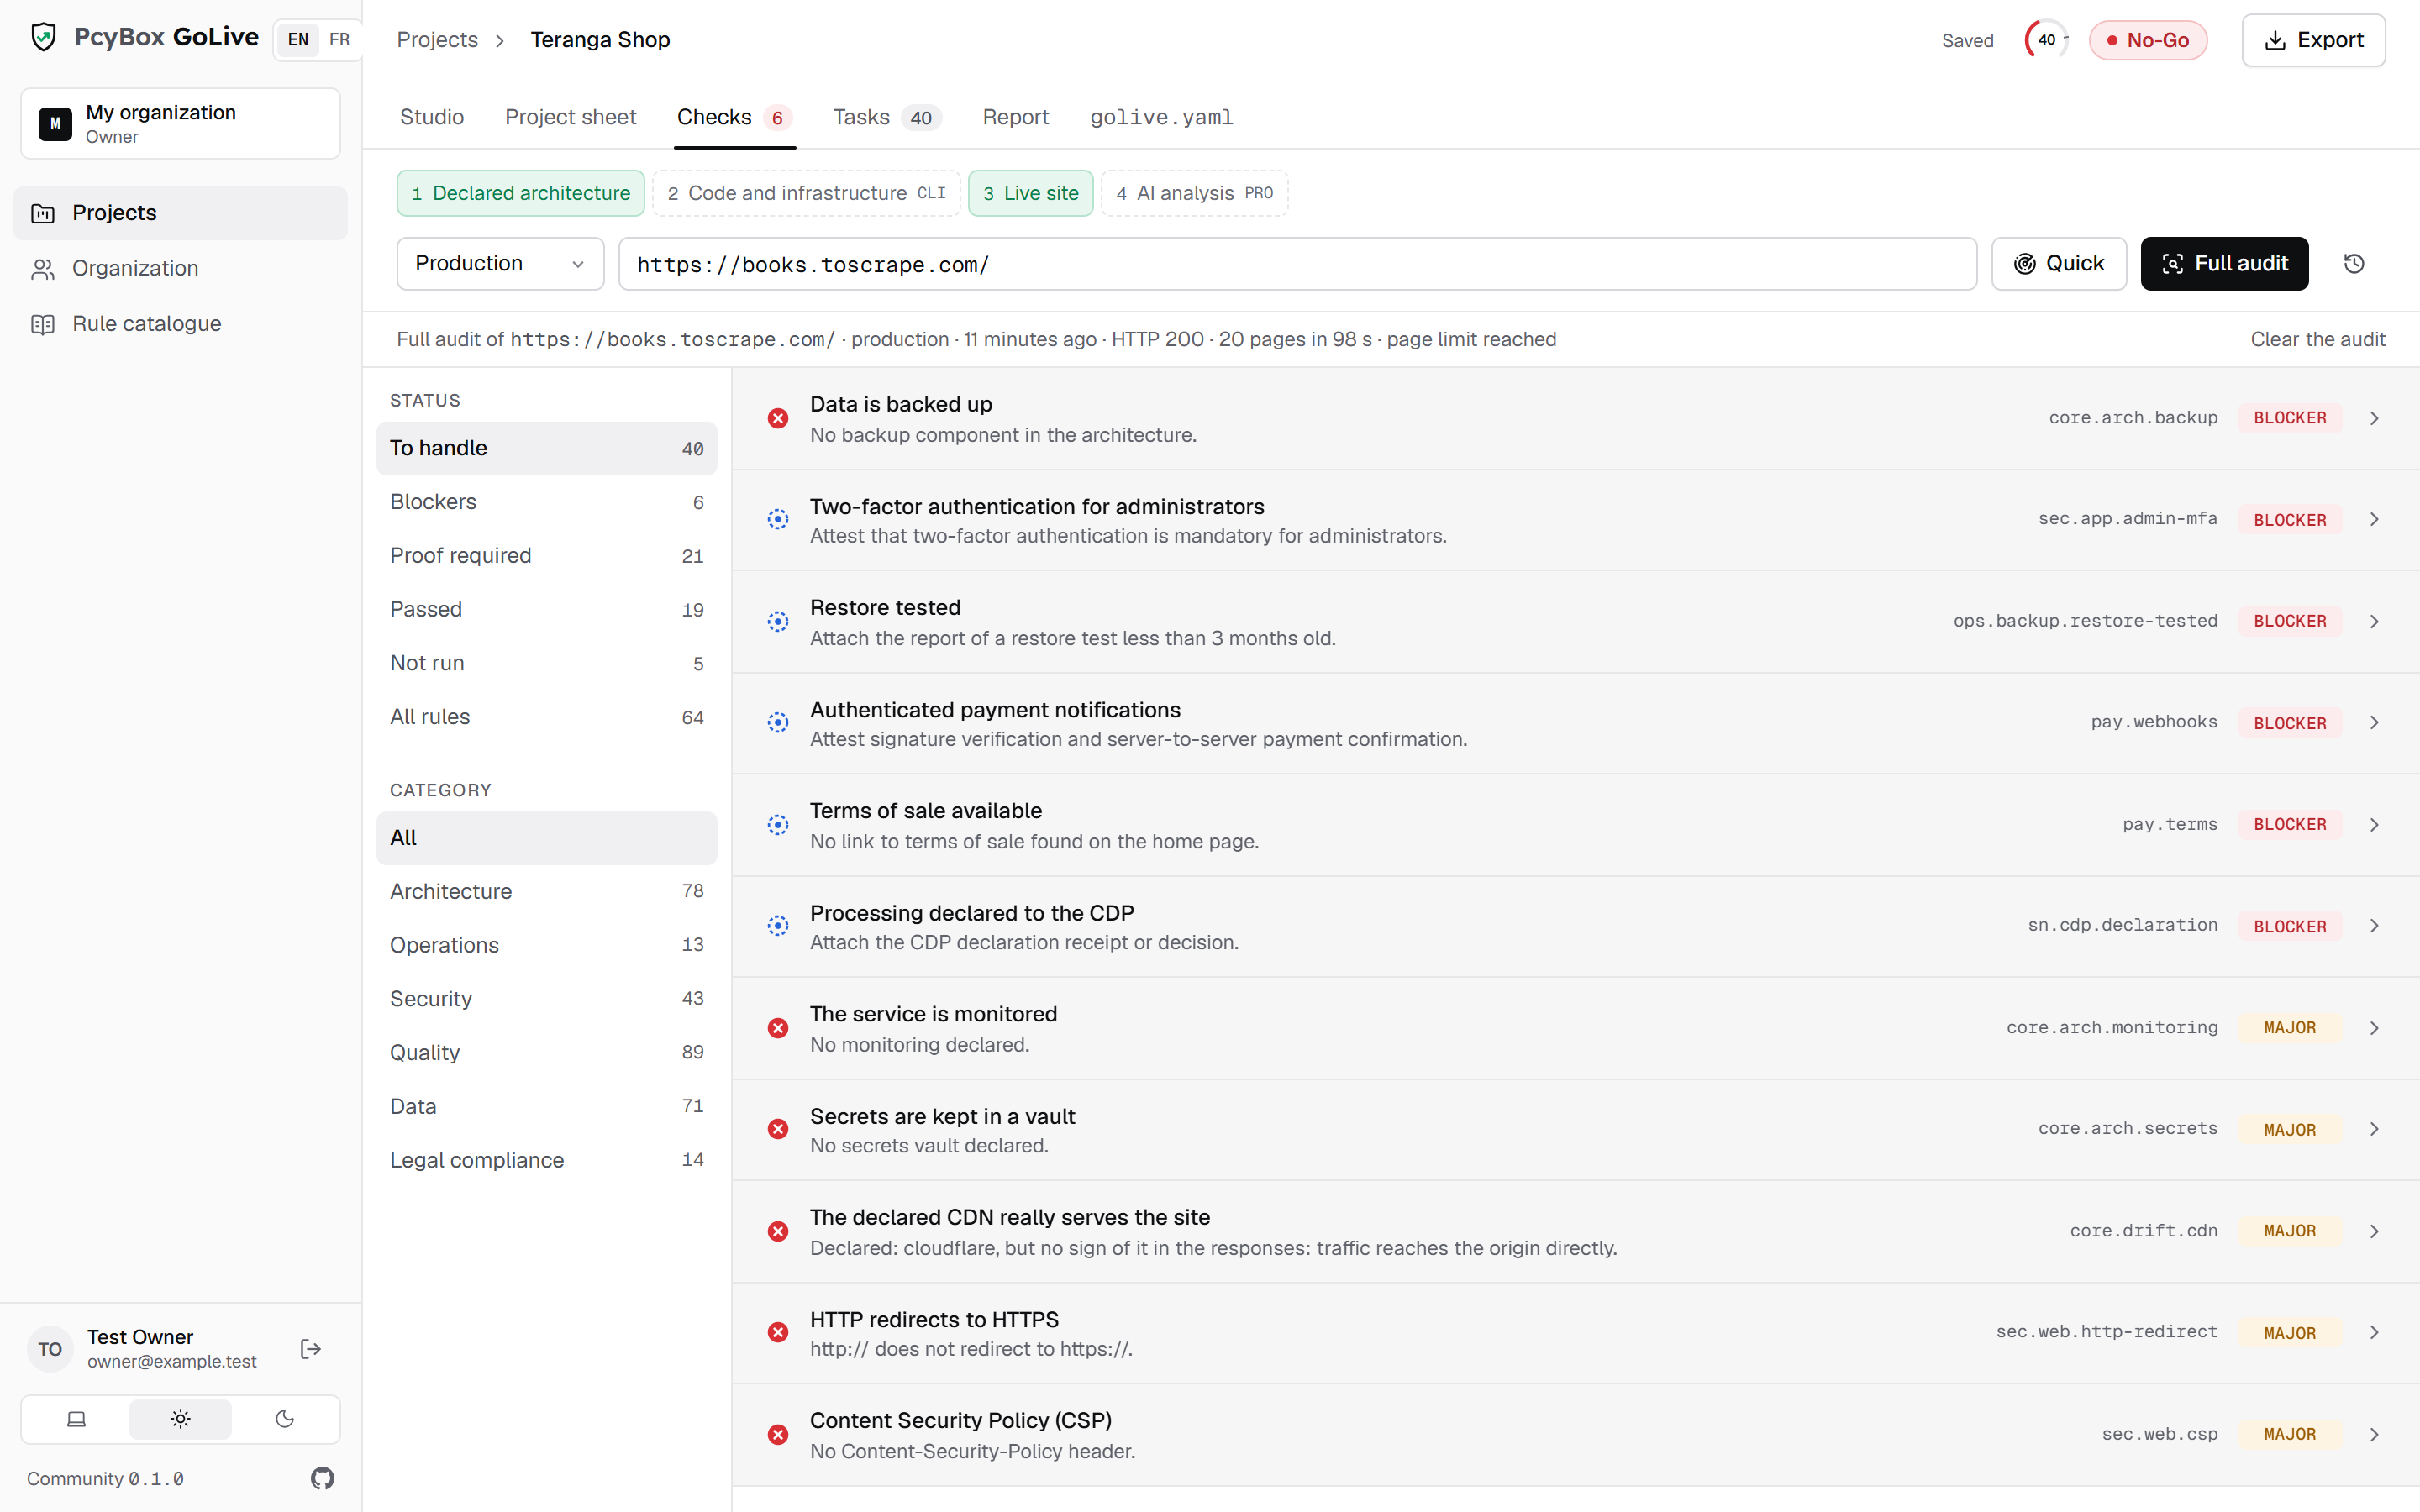 PcyBox GoLive
EN FR
My organization
Owner
M
Projects
Organization
Rule catalogue
Test Owner
owner@example.test
TO
Community 0.1.0
Projects > Teranga Shop
Saved
40
No-Go
Export
Studio
Project sheet
Checks 6
Tasks 40
Report
golive.yaml
1 Declared architecture
2 Code and infrastructure CLI
3 Live site
4 AI analysis PRO
Production
https://books.toscrape.com/
Quick
Full audit
Full audit of https://books.toscrape.com/ · production · 11 minutes ago · HTTP 200 · 20 pages in 98 s · page limit reached
Clear the audit
STATUS
To handle 40
Blockers 6
Proof required 21
Passed 19
Not run 5
All rules 64
CATEGORY
All
Architecture 78
Operations 13
Security 43
Quality 89
Data 71
Legal compliance 14
Data is backed up
No backup component in the architecture.
core.arch.backup BLOCKER
Two-factor authentication for administrators
Attest that two-factor authentication is mandatory for administrators.
sec.app.admin-mfa BLOCKER
Restore tested
Attach the report of a restore test less than 3 months old.
ops.backup.restore-tested BLOCKER
Authenticated payment notifications
Attest signature verification and server-to-server payment confirmation.
pay.webhooks BLOCKER
Terms of sale available
No link to terms of sale found on the home page.
pay.terms BLOCKER
Processing declared to the CDP
Attach the CDP declaration receipt or decision.
sn.cdp.declaration BLOCKER
The service is monitored
No monitoring declared.
core.arch.monitoring MAJOR
Secrets are kept in a vault
No secrets vault declared.
core.arch.secrets MAJOR
The declared CDN really serves the site
Declared: cloudflare, but no sign of it in the responses: traffic reaches the origin directly.
core.drift.cdn MAJOR
HTTP redirects to HTTPS
http:// does not redirect to https://.
sec.web.http-redirect MAJOR
Content Security Policy (CSP)
No Content-Security-Policy header.
sec.web.csp MAJOR